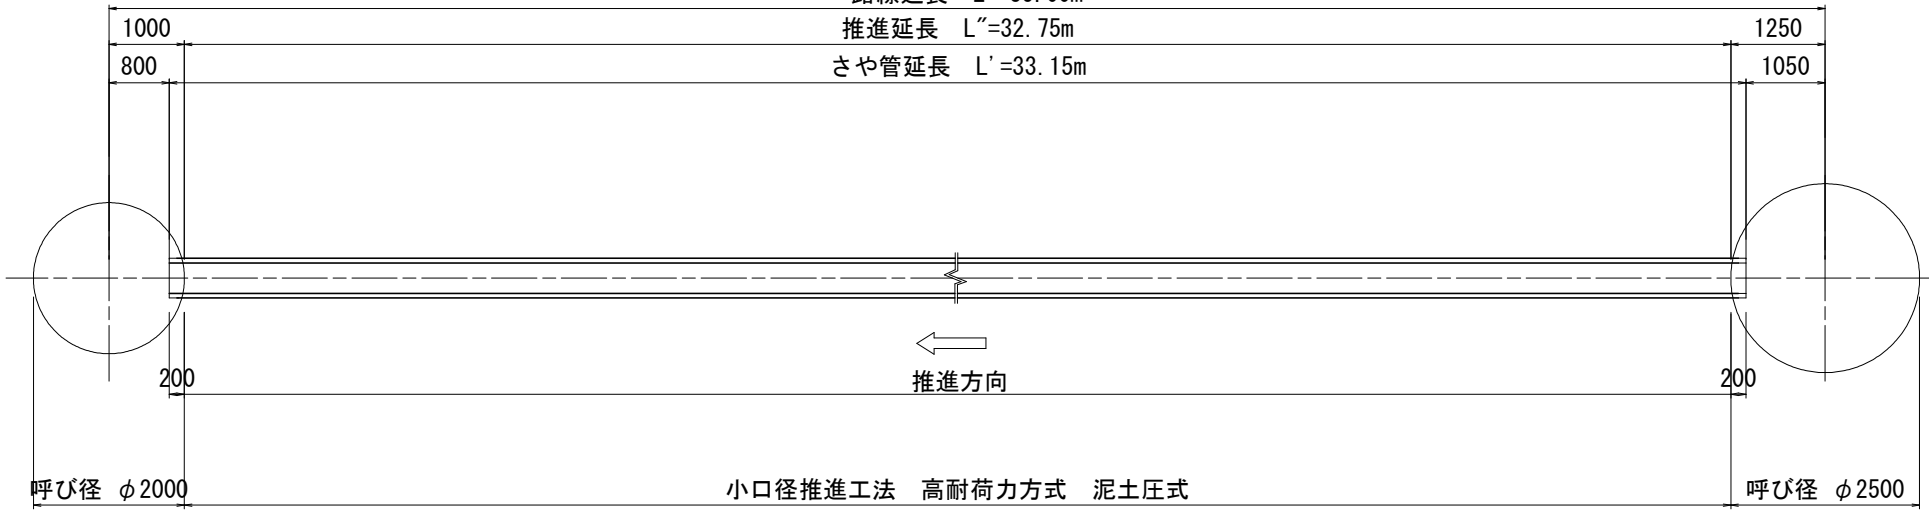 1000 推進延長 L″=32.75m 1250
800 さや管延長 L'=33.15m 1050
200 推進方向 200
呼び径 φ2000 小口径推進工法 高耐荷力方式 泥土圧式 呼び径 φ2500